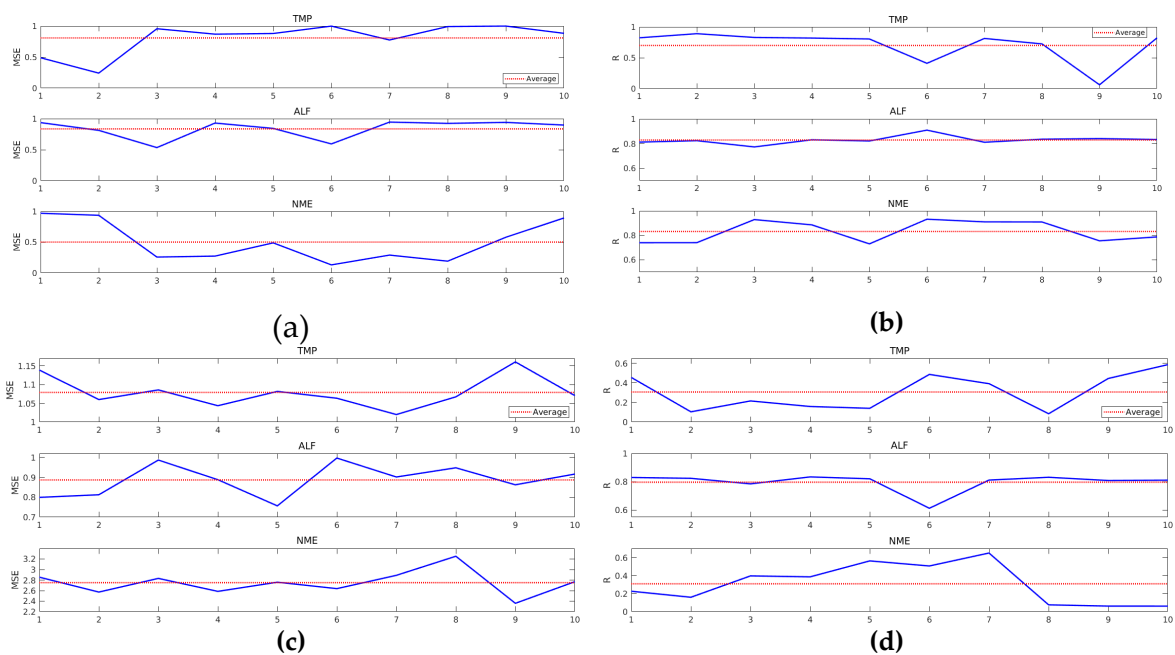 TMP
MSE
1
0.5
0
Average
1 2 3 4 5 6 7 8 9 10
ALF
MSE
1
0.5
0
1 2 3 4 5 6 7 8 9 10
NME
MSE
1
0.5
0
1 2 3 4 5 6 7 8 9 10
(a)
TMP
R
1
0.5
0
Average
1 2 3 4 5 6 7 8 9 10
ALF
R
1
0.8
0.6
1 2 3 4 5 6 7 8 9 10
NME
R
1
0.8
0.6
1 2 3 4 5 6 7 8 9 10
(b)
TMP
MSE
1.15
1.1
1.05
1
Average
1 2 3 4 5 6 7 8 9 10
ALF
MSE
1
0.9
0.8
0.7
1 2 3 4 5 6 7 8 9 10
NME
MSE
3.2
3
2.8
2.6
2.4
2.2
1 2 3 4 5 6 7 8 9 10
(c)
TMP
R
0.6
0.4
0.2
0
Average
1 2 3 4 5 6 7 8 9 10
ALF
R
1
0.8
0.6
0.4
1 2 3 4 5 6 7 8 9 10
NME
R
0.6
0.4
0.2
0
1 2 3 4 5 6 7 8 9 10
(d)